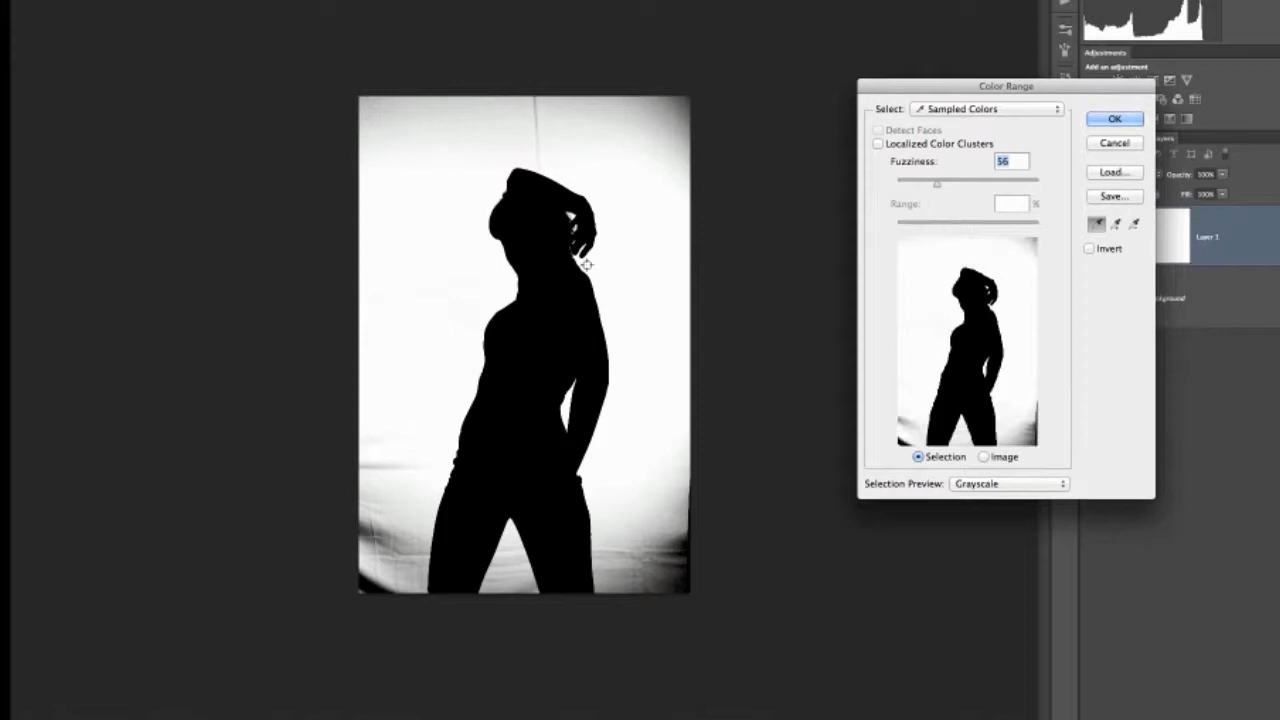 Adjustments
Add an adjustment
Color Range
Select: Sampled Colors
OK
Detect Faces
Localized Color Clusters
Cancel
Fuzziness: 56
Load...
Opacity: 100%
Save...
Fill: 100%
Range: %
Layer 1
Invert
Selection Image
Selection Preview: Grayscale